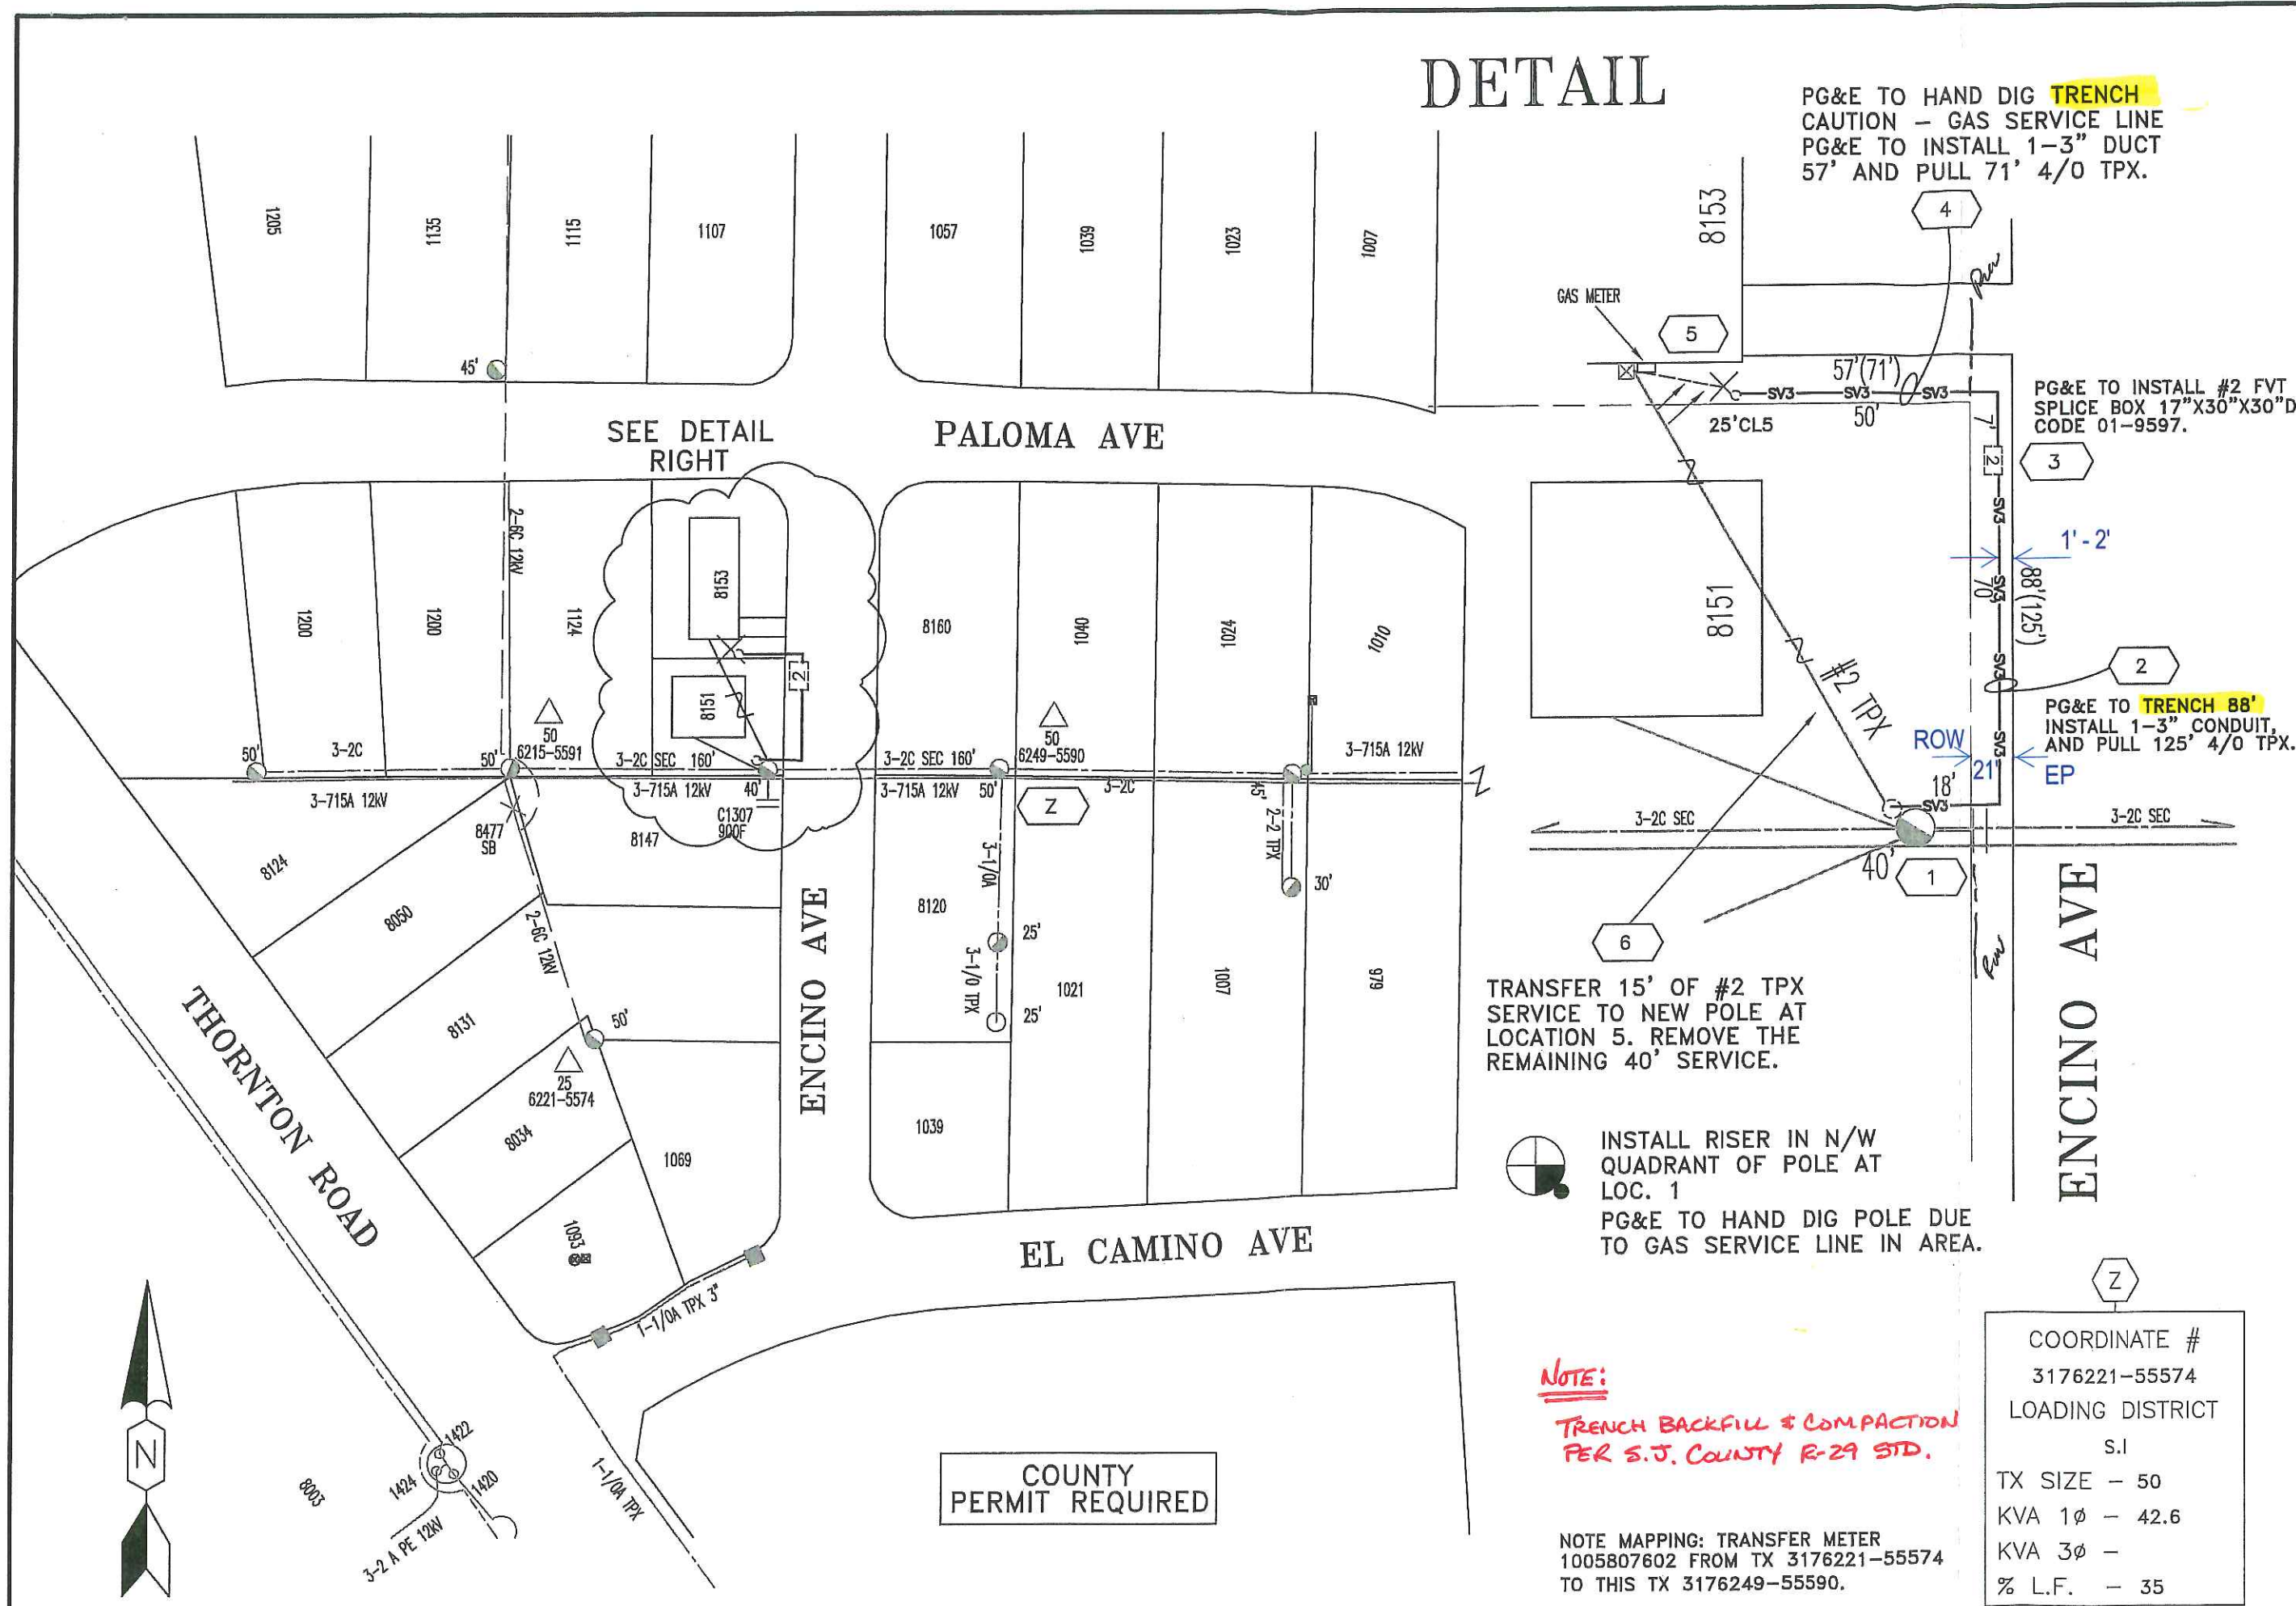 DETAIL
PG&E TO HAND DIG TRENCH
CAUTION – GAS SERVICE LINE
PG&E TO INSTALL 1–3" DUCT
57' AND PULL 71' 4/0 TPX.
4
8153
GAS METER
5
57'(71')
SV3
SV3
SV3
50'
25'CL5
7'
PG&E TO INSTALL #2 FVT
SPLICE BOX 17"X30"X30"D
CODE 01–9597.
2
3
SV3
1'-2'
SV3
70'
88'(125')
SV3
2
PG&E TO TRENCH 88'
INSTALL 1–3" CONDUIT,
AND PULL 125' 4/0 TPX.
SV3
ROW
21'
EP
18'
SV3
8151
#2 TPX
3–2C SEC
3–2C SEC
40'
1
6
ENCINO AVE
TRANSFER 15' OF #2 TPX
SERVICE TO NEW POLE AT
LOCATION 5. REMOVE THE
REMAINING 40' SERVICE.
INSTALL RISER IN N/W
QUADRANT OF POLE AT
LOC. 1
PG&E TO HAND DIG POLE DUE
TO GAS SERVICE LINE IN AREA.
1205
1135
1115
1107
1057
1039
1023
1007
45'
SEE DETAIL
RIGHT
PALOMA AVE
2–6C 12kV
1200
1200
1124
8153
8151
2
8160
1040
1024
1010
50'
3–2C
50'
50
6215–5591
3–2C SEC 160'
3–715A 12kV
3–715A 12kV
40'
C1307
900F
8147
3–2C SEC 160'
3–715A 12kV
50'
50
6249–5590
Z
3–2C
45'
3–715A 12kV
2–2 TPX
30'
8477
SB
8124
8050
8131
8034
2–6C 12kV
50'
25
6221–5574
1069
1093
THORNTON ROAD
ENCINO AVE
3–1/0A
25'
3–1/0 TPX
25'
8120
1021
1007
979
1039
EL CAMINO AVE
1–1/0A TPX 3"
1–1/0A TPX
1422
1424
1420
3–2 A PE 12kV
8003
N
COUNTY
PERMIT REQUIRED
NOTE:
TRENCH BACKFILL & COMPACTION
PER S.J. COUNTY R-29 STD.
NOTE MAPPING: TRANSFER METER
1005807602 FROM TX 3176221–55574
TO THIS TX 3176249–55590.
Z
COORDINATE #
3176221–55574
LOADING DISTRICT
S.I
TX SIZE – 50
KVA 1ø – 42.6
KVA 3ø –
% L.F. – 35